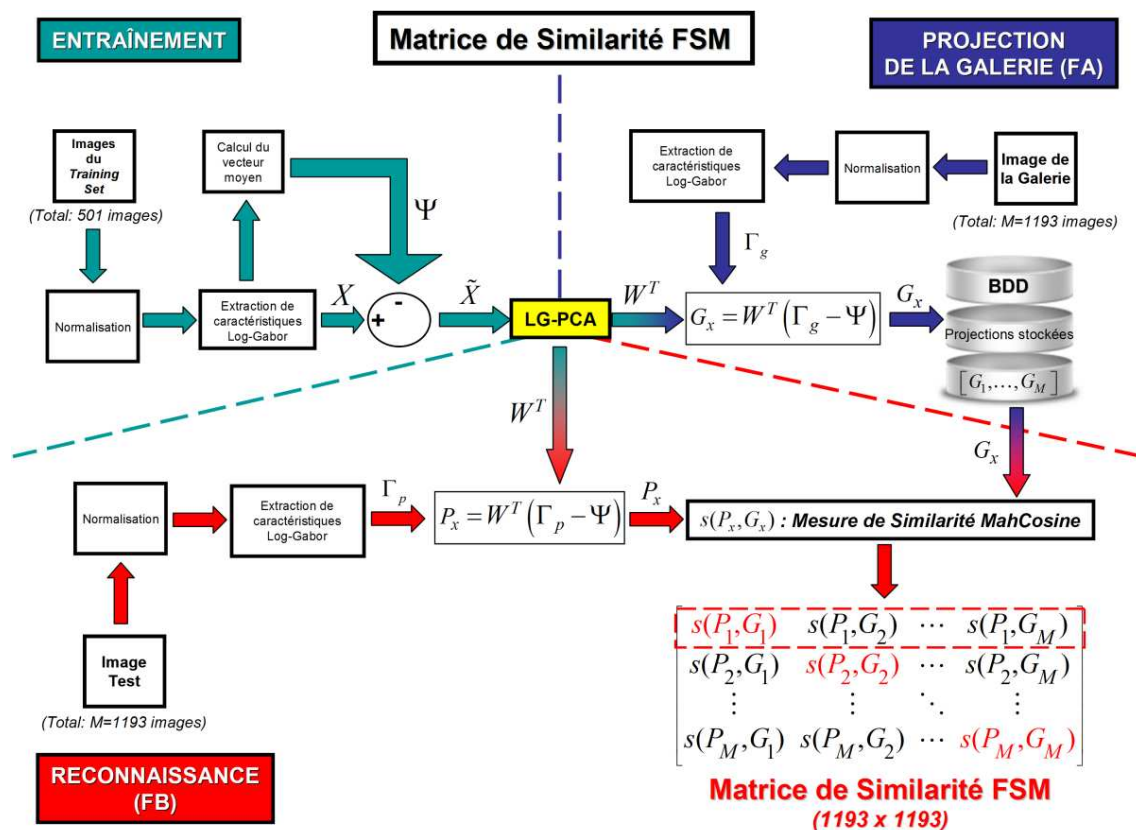 ENTRAÎNEMENT
Matrice de Similarité FSM
PROJECTION
DE LA GALERIE (FA)
Images
du
Training
Set
(Total: 501 images)
Calcul du
vecteur
moyen
Ψ
Normalisation
Extraction de
caractéristiques
Log-Gabor
X
-
+
X̃
LG-PCA
Extraction de
caractéristiques
Log-Gabor
Normalisation
Image de
la Galerie
(Total: M=1193 images)
Γ_g
W^T
G_x = W^T (Γ_g − Ψ)
G_x
BDD
Projections stockées
[G_1,…,G_M]
W^T
G_x
Normalisation
Extraction de
caractéristiques
Log-Gabor
Γ_p
P_x = W^T (Γ_p − Ψ)
P_x
s(P_x,G_x) : Mesure de Similarité MahCosine
Image
Test
(Total: M=1193 images)
RECONNAISSANCE
(FB)
s(P_1,G_1) s(P_1,G_2) ⋯ s(P_1,G_M)
s(P_2,G_1) s(P_2,G_2) ⋯ s(P_2,G_M)
⋮ ⋮ ⋱ ⋮
s(P_M,G_1) s(P_M,G_2) ⋯ s(P_M,G_M)
Matrice de Similarité FSM
(1193 x 1193)